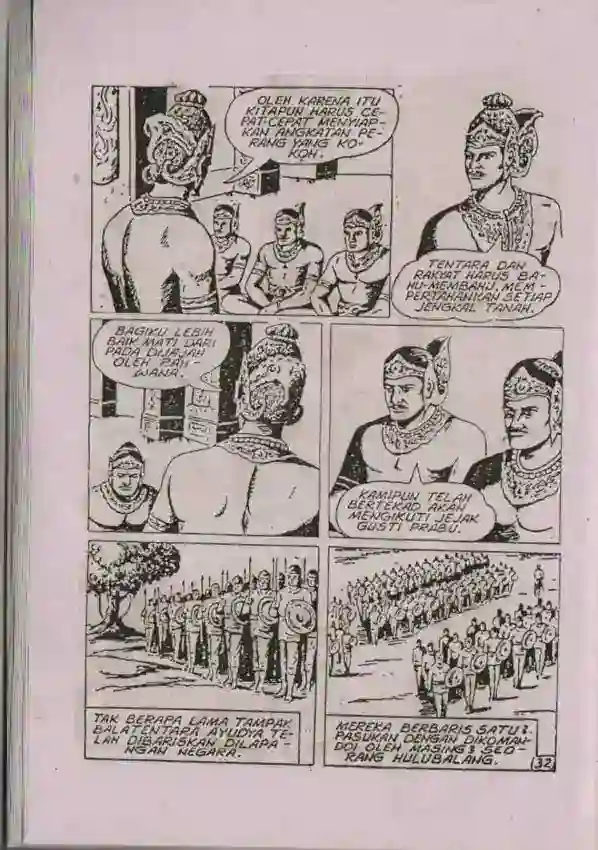 OLEH KARENA ITU
KITAPUN HARUS CE-
PAT-CEPAT MENYIAP-
KAN ANGKATAN PE-
RANG YANG KO-
KOH.
TENTARA DAN
RAKYAT HARUS BA-
HU-MEMBAHU, MEM-
PERTAHANKAN SETIAP
JENGKAL TANAH.
BAGIKU LEBIH
BAIK MATI DARI
PADA DIJAJAH
OLEH RAH-
WANA.
KAMIPUN TELAH
BERTEKAD AKAN
MENGIKUTI JEJAK
GUSTI PRABU.
TAK BERAPA LAMA TAMPAK
BALATENTARA AYUDYA TE-
LAH DIBARISKAN DILAPA-
NGAN NEGARA.
MEREKA BERBARIS SATU2
PASUKAN DENGAN DIKOMAN-
DOI OLEH MASING2 SEO-
RANG HULUBALANG.
32